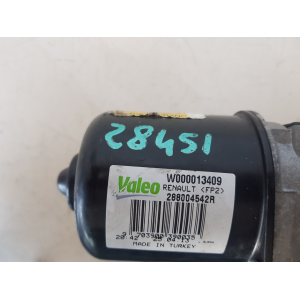 28451
Valeo
W000013409
RENAULT <FP2>
288004542R
MADE IN TURKEY